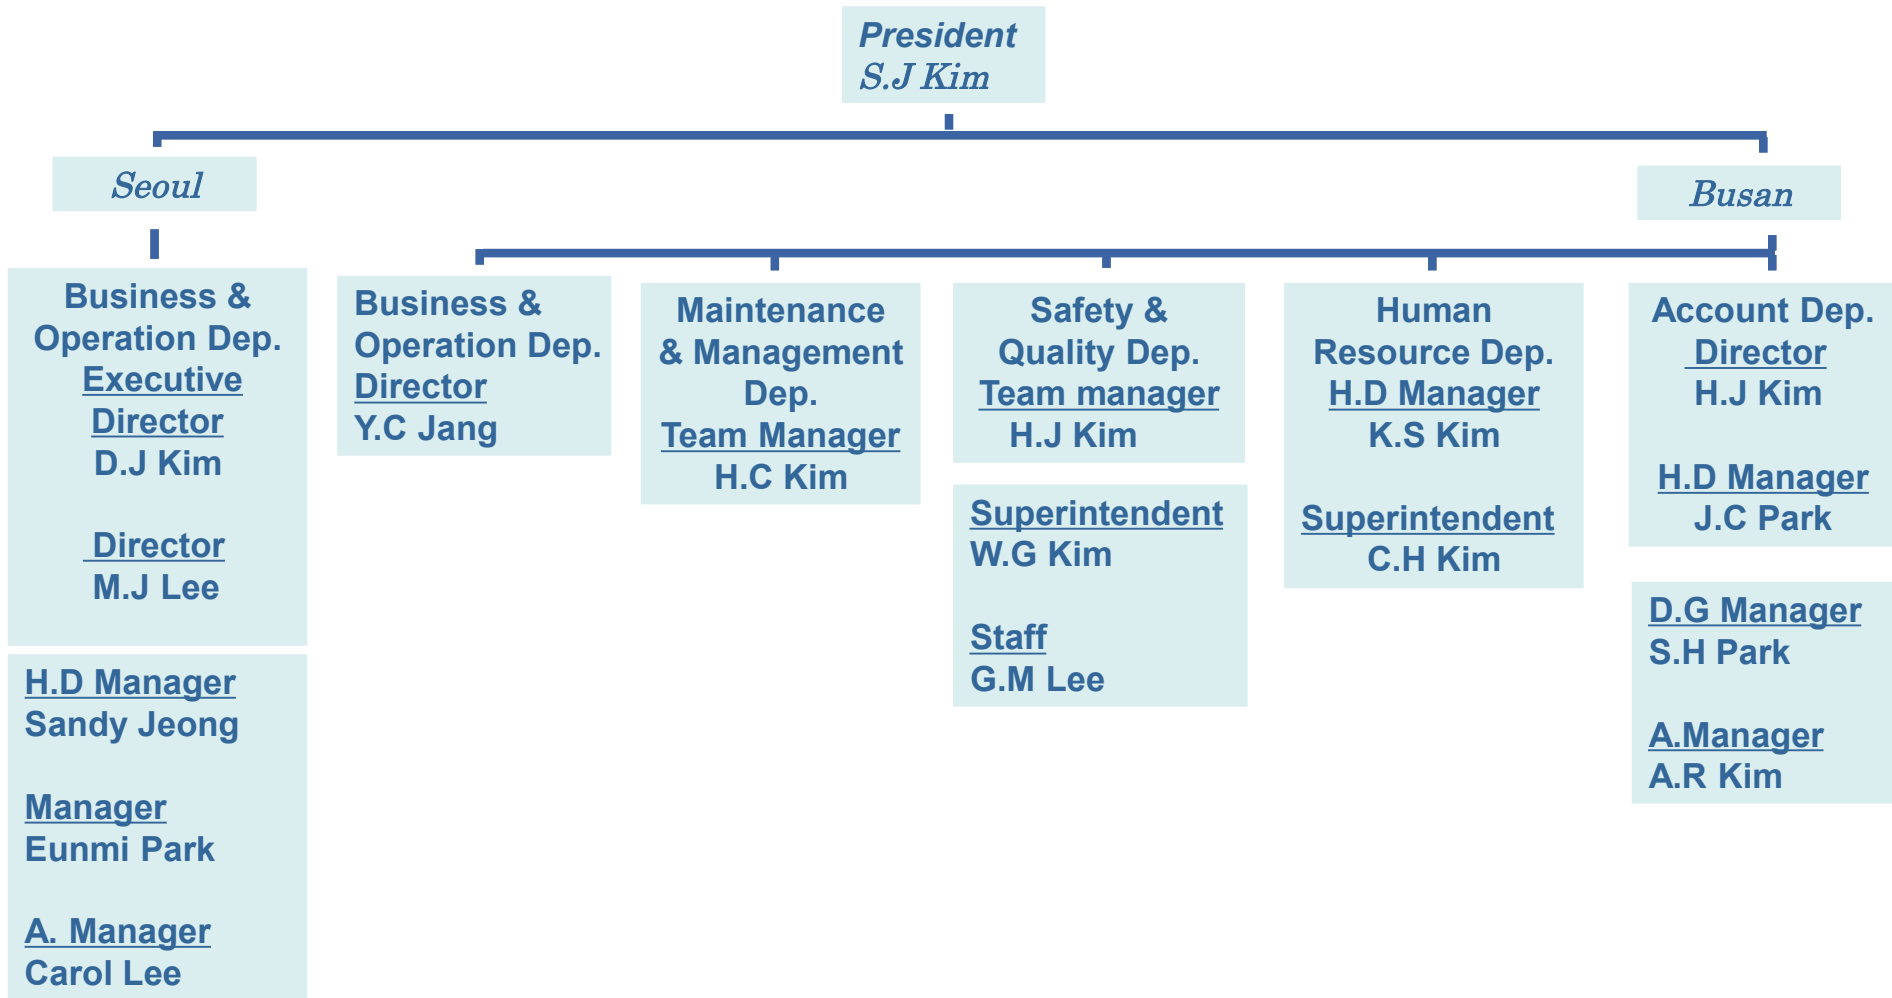 President
S.J Kim
Seoul
Busan
Business &
Operation Dep.
Executive
Director
D.J Kim
Director
M.J Lee
H.D Manager
Sandy Jeong
Manager
Eunmi Park
A. Manager
Carol Lee
Business &
Operation Dep.
Director
Y.C Jang
Maintenance
& Management
Dep.
Team Manager
H.C Kim
Safety &
Quality Dep.
Team manager
H.J Kim
Superintendent
W.G Kim
Staff
G.M Lee
Human
Resource Dep.
H.D Manager
K.S Kim
Superintendent
C.H Kim
Account Dep.
Director
H.J Kim
H.D Manager
J.C Park
D.G Manager
S.H Park
A.Manager
A.R Kim